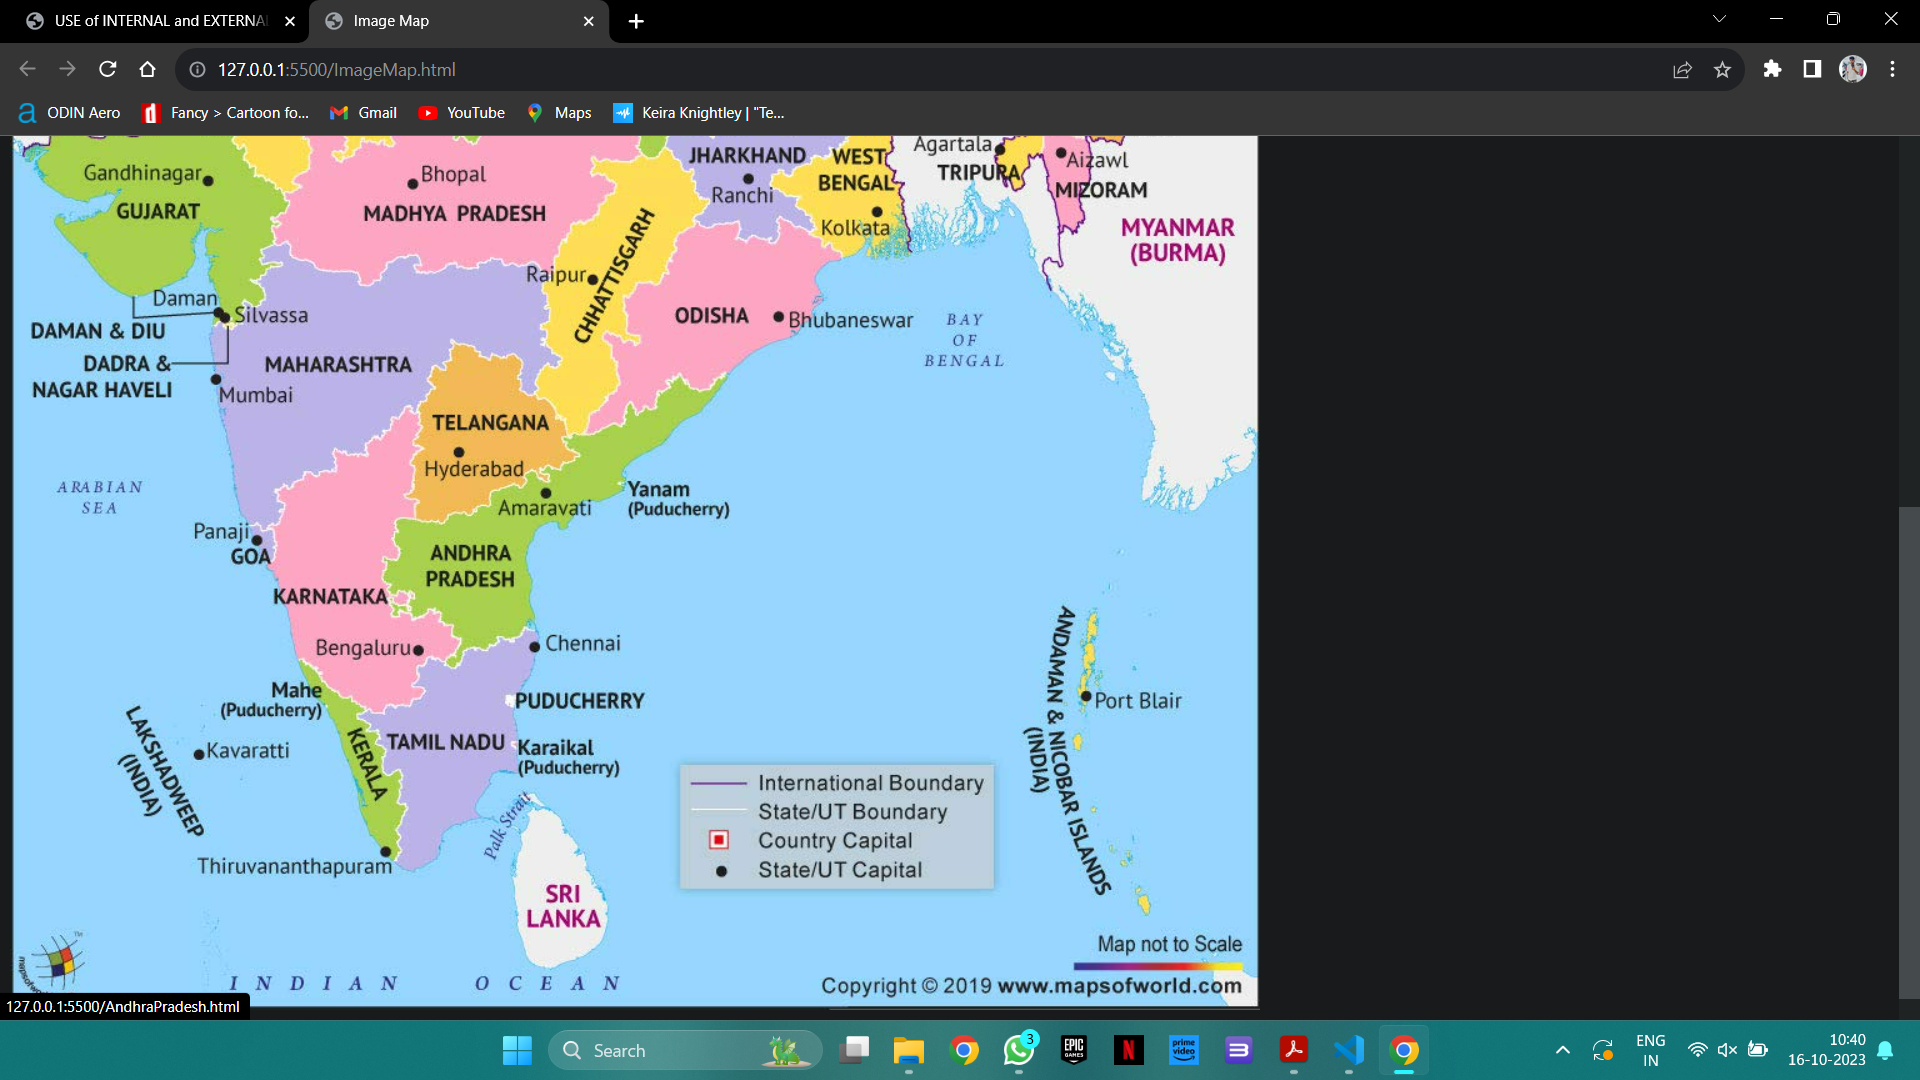 USE of INTERNAL and EXTERNAL
Image Map
127.0.0.1:5500/ImageMap.html
ODIN Aero
Fancy > Cartoon fo...
Gmail
YouTube
Maps
Keira Knightley | "Te...
Gandhinagar
GUJARAT
Bhopal
MADHYA PRADESH
JHARKHAND
Ranchi
WEST
BENGAL
Kolkata
Agartala
TRIPURA
Aizawl
MIZORAM
MYANMAR
(BURMA)
Raipur
CHHATTISGARH
Daman
Silvassa
DAMAN & DIU
DADRA &
NAGAR HAVELI
MAHARASHTRA
Mumbai
ODISHA
Bhubaneswar
BAY
OF
BENGAL
TELANGANA
Hyderabad
ARABIAN
SEA
Amaravati
Yanam
(Puducherry)
Panaji
GOA
ANDHRA
PRADESH
KARNATAKA
Bengaluru
Chennai
Mahe
(Puducherry)
PUDUCHERRY
LAKSHADWEEP
(INDIA)
Kavaratti
KERALA
TAMIL NADU
Karaikal
(Puducherry)
ANDAMAN & NICOBAR ISLANDS
(INDIA)
Port Blair
Palk Strait
Thiruvananthapuram
SRI
LANKA
International Boundary
State/UT Boundary
Country Capital
State/UT Capital
Map not to Scale
INDIAN OCEAN
Copyright © 2019 www.mapsofworld.com
127.0.0.1:5500/AndhraPradesh.html
Search
3
EPIC
GAMES
N
prime
video
ENG
IN
10:40
16-10-2023